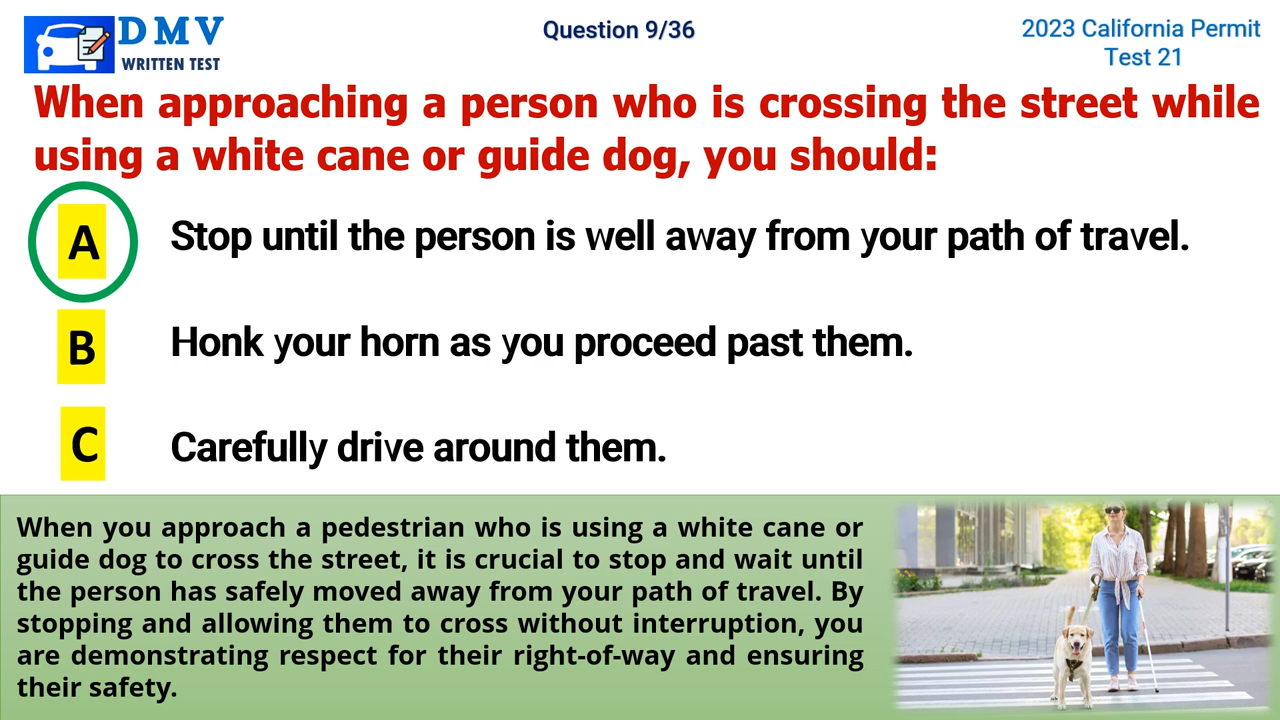 DMV
WRITTEN TEST
Question 9/36
2023 California Permit
Test 21
When approaching a person who is crossing the street while
using a white cane or guide dog, you should:
A Stop until the person is well away from your path of travel.
B Honk your horn as you proceed past them.
C Carefully drive around them.
When you approach a pedestrian who is using a white cane or
guide dog to cross the street, it is crucial to stop and wait until
the person has safely moved away from your path of travel. By
stopping and allowing them to cross without interruption, you
are demonstrating respect for their right-of-way and ensuring
their safety.